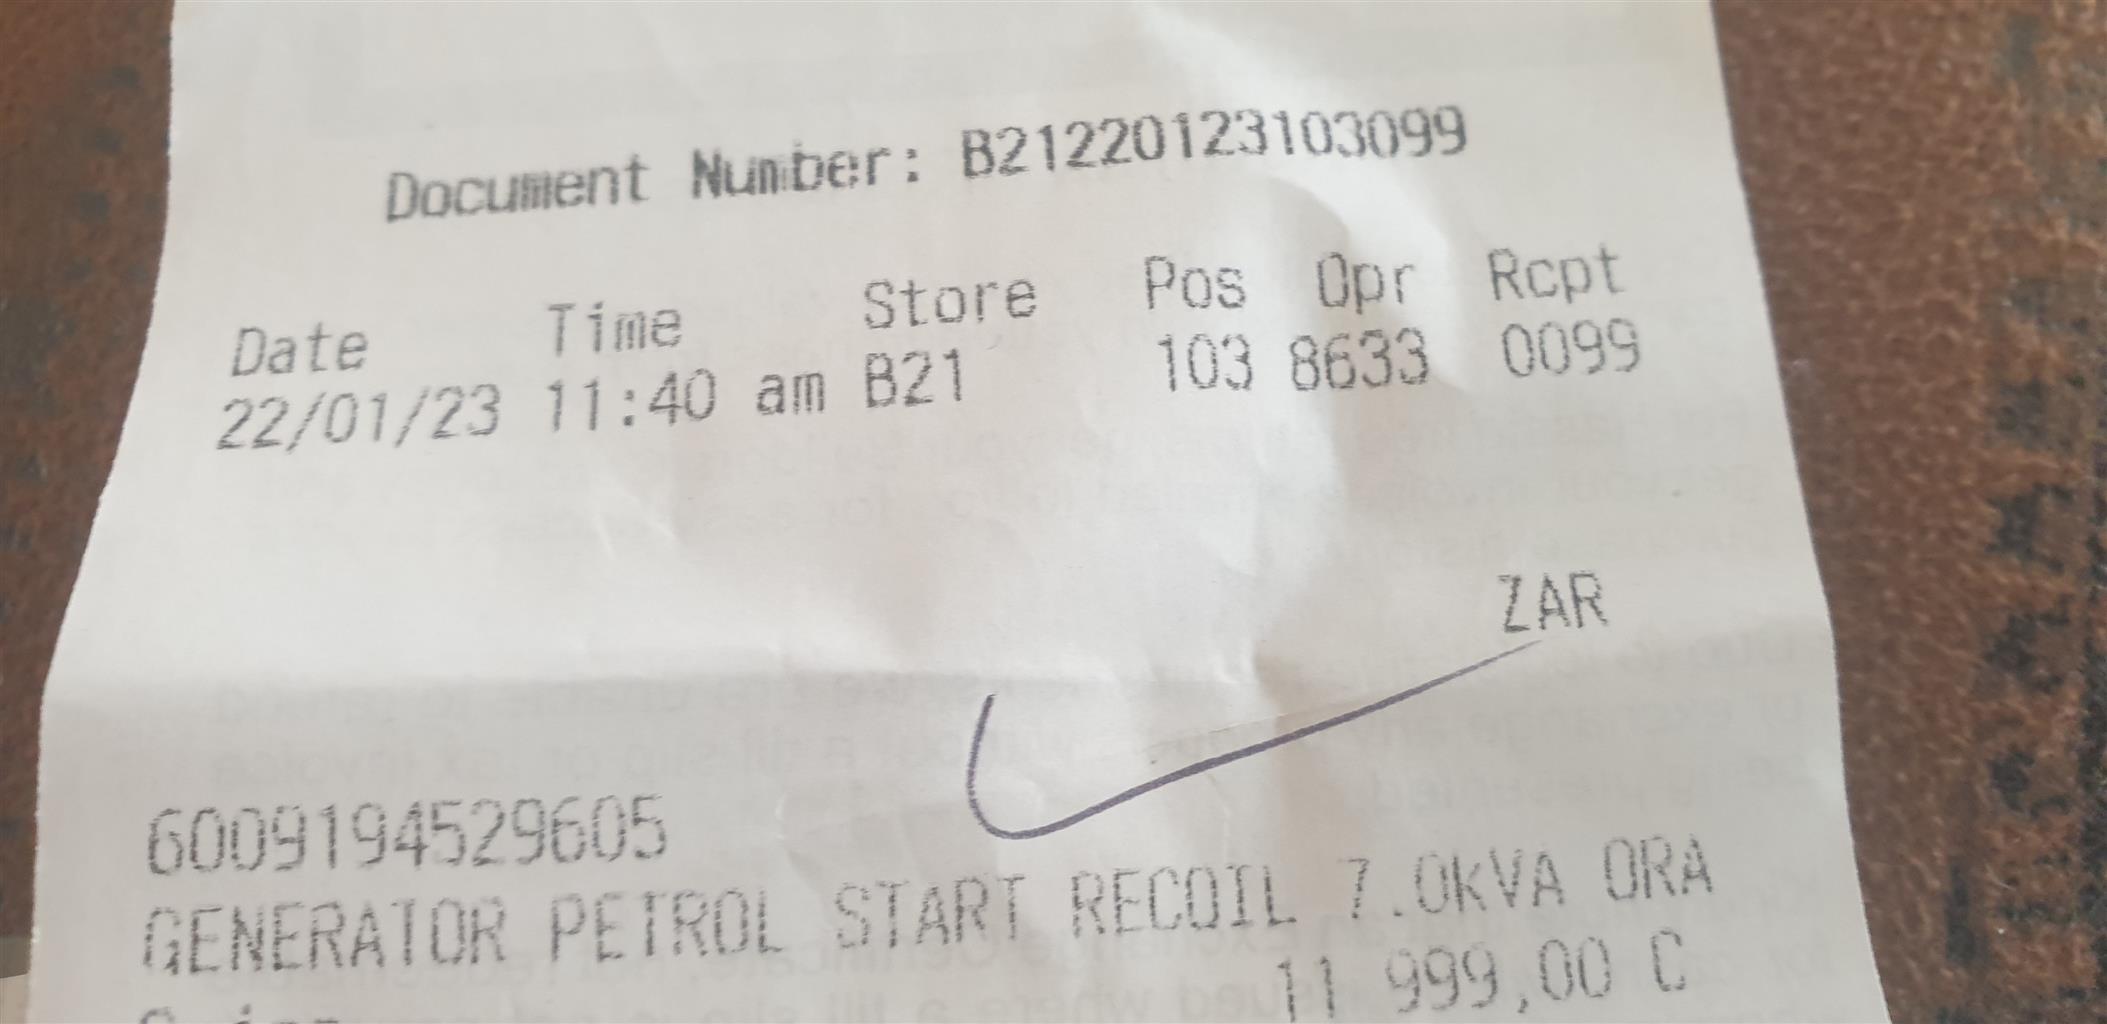 Document Number: B21220123103099
Date Time Store Pos Opr Rcpt
22/01/23 11:40 am B21 103 8633 0099
ZAR
6009194529605
GENERATOR PETROL START RECOIL 7.0KVA ORA
11 999,00 C